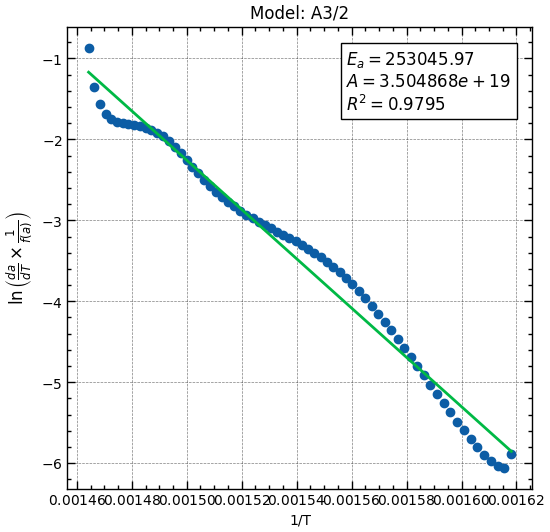 Model: A3/2
E_a = 253045.97
A = 3.504868e + 19
R^2 = 0.9795
−1
−2
−3
−4
−5
−6
ln (da/dT × 1/f(a))
0.00146 0.00148 0.00150 0.00152 0.00154 0.00156 0.00158 0.00160 0.00162
1/T